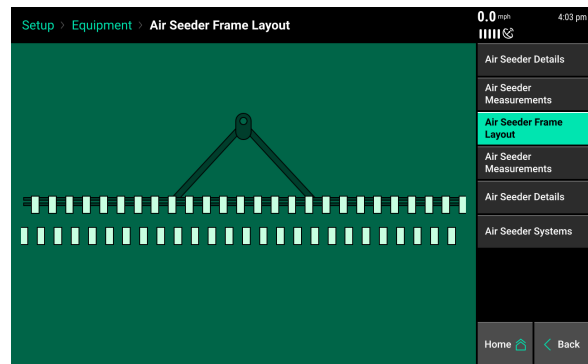 Setup > Equipment > Air Seeder Frame Layout
0.0 mph 4:03 pm
Air Seeder Details
Air Seeder
Measurements
Air Seeder Frame
Layout
Air Seeder
Measurements
Air Seeder Details
Air Seeder Systems
Home
Back